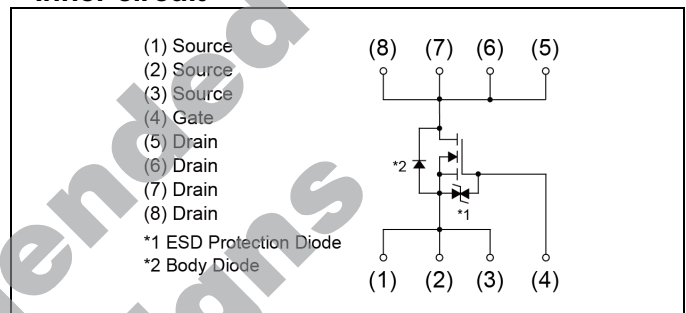 Inner circuit
(1) Source
(2) Source
(3) Source
(4) Gate
(5) Drain
(6) Drain
(7) Drain
(8) Drain
*1 ESD Protection Diode
*2 Body Diode
(8) (7) (6) (5)
*2
*1
(1) (2) (3) (4)